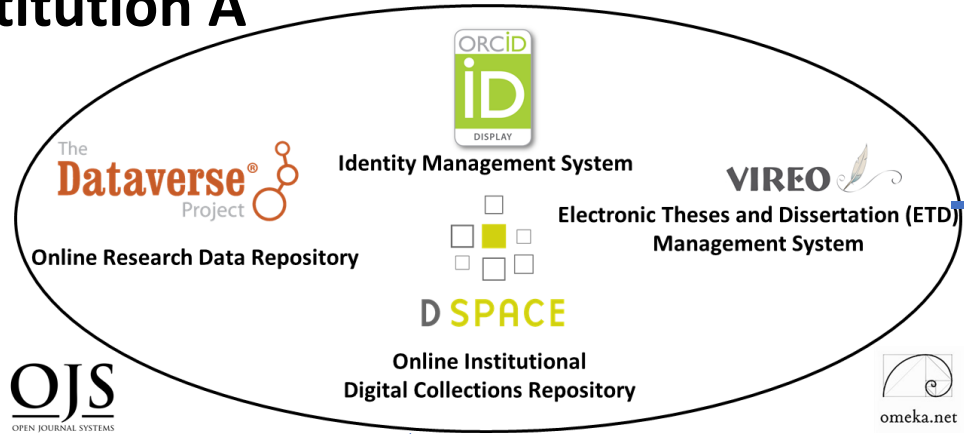 titution A
ORCiD
iD
DISPLAY
Identity Management System
The
Dataverse®
Project
Online Research Data Repository
VIREO
Electronic Theses and Dissertation (ETD)
Management System
D SPACE
Online Institutional
Digital Collections Repository
OJS
OPEN JOURNAL SYSTEMS
omeka.net